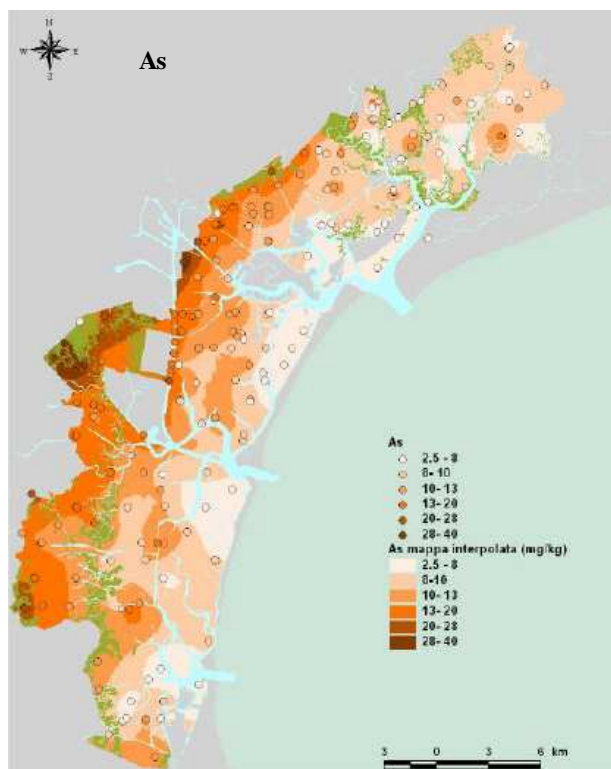 N
W E
S
As
As
2.5 - 8
8 - 10
10 - 13
13 - 20
20 - 28
28 - 40
As mappa interpolata (mg/kg)
2.5 - 8
8-10
10 - 13
13 - 20
20 - 28
28 - 40
3 0 3 6 km